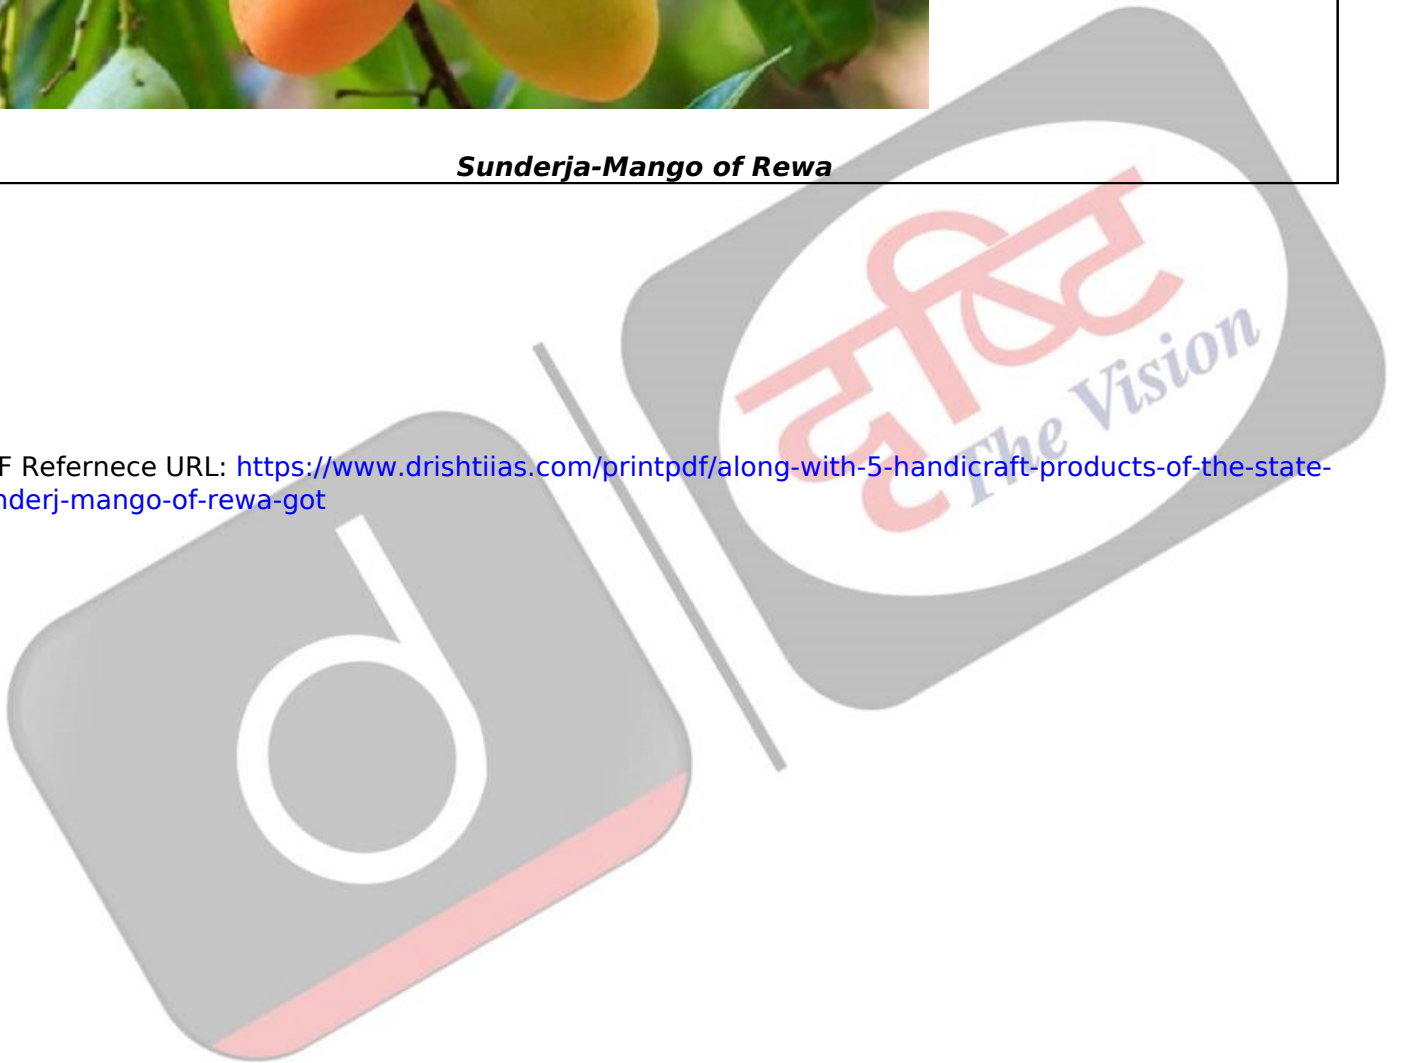 Sunderja-Mango of Rewa
दृष्टि
The Vision
F Refernece URL: https://www.drishtiias.com/printpdf/along-with-5-handicraft-products-of-the-state-
nderj-mango-of-rewa-got
d